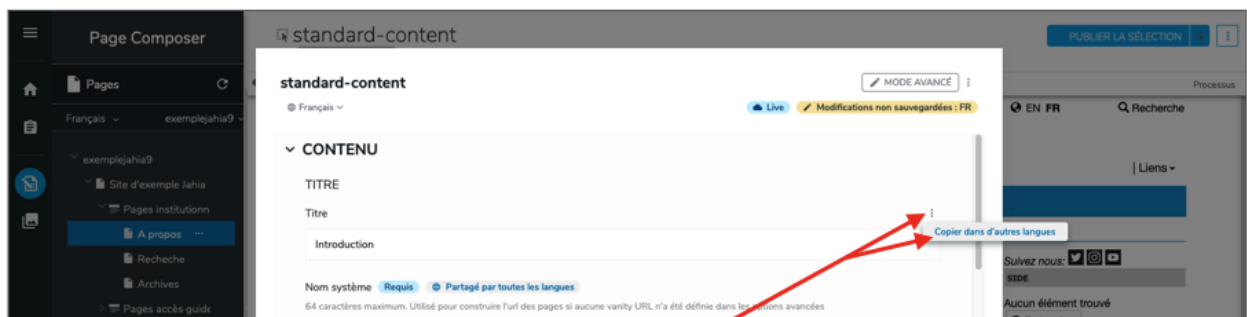 Page Composer
standard-content
PUBLIER LA SÉLECTION
Pages
standard-content
MODE AVANCÉ
Processus
Français
Live
Modifications non sauvegardées : FR
EN FR
Recherche
Français
exemplejahia9
CONTENU
exemplejahia9
| Liens
Site d'exemple Jahia
TITRE
Pages institutionn
Titre
A propos
Copier dans d'autres langues
Introduction
Recheche
Suivez nous:
SIDE
Archives
Nom système Requis Partagé par toutes les langues
Aucun élément trouvé
Pages accès guidé
64 caractères maximum. Utilisé pour construire l'url des pages si aucune vanity URL n'a été définie dans les options avancées